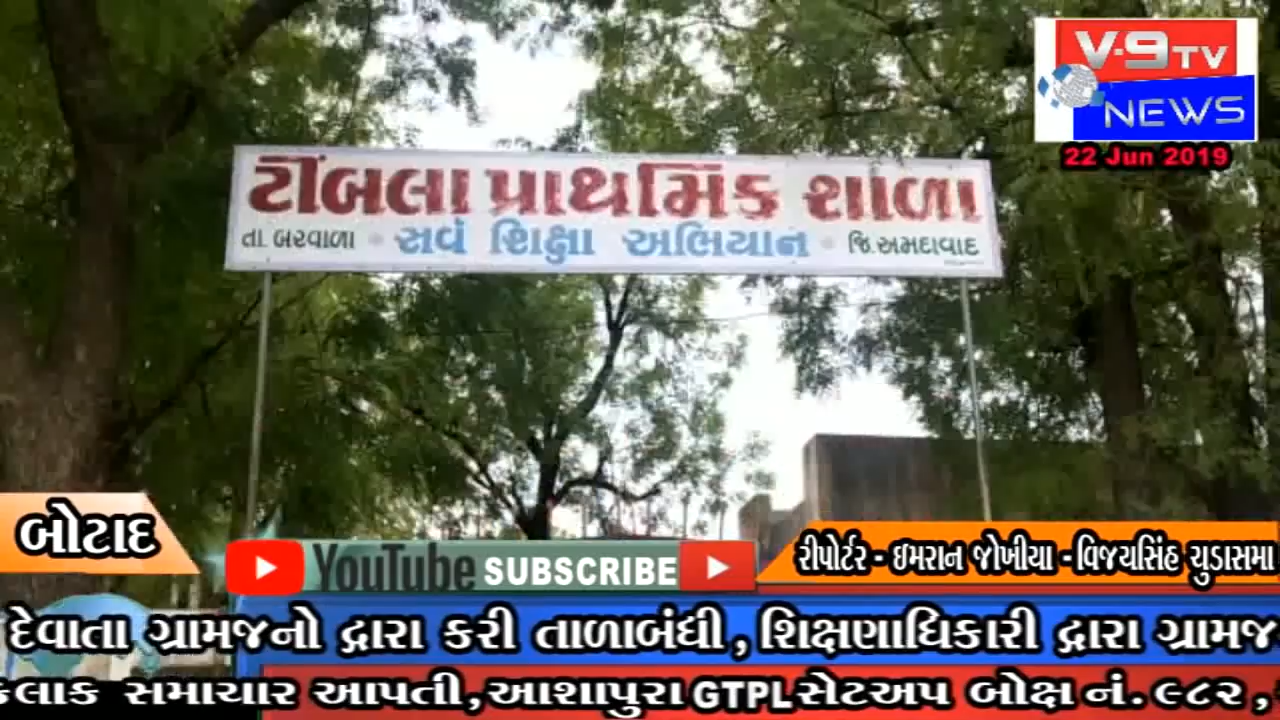 V-9 TV
NEWS
22 Jun 2019
ટીંબલા પ્રાથમિક શાળા
તા. બરવાળા • સર્વ શિક્ષા અભિયાન • જિ. અમદાવાદ
બોટાદ
YouTube SUBSCRIBE
રીપોર્ટર - ઇમરાન જોખીયા - વિજયસિંહ ચુડાસમા
દેવાતા ગ્રામજનો દ્વારા કરી તાળાબંધી, શિક્ષણાધિકારી દ્વારા ગ્રામજ
કલાક સમાચાર આપતી, આશાપુરા GTPL સેટઅપ બોક્ષ નં. ૯૮૨,